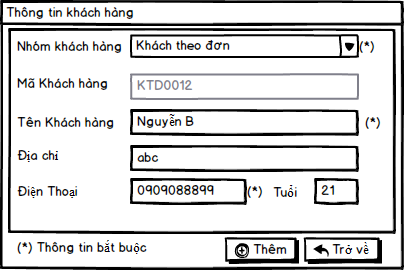 Thông tin khách hàng
Nhóm khách hàng Khách theo đơn (*)
Mã Khách hàng KTD0012
Tên Khách hàng Nguyễn B (*)
Địa chỉ abc
Điện Thoại 0909088899 (*) Tuổi 21
(*) Thông tin bắt buộc Thêm Trở về